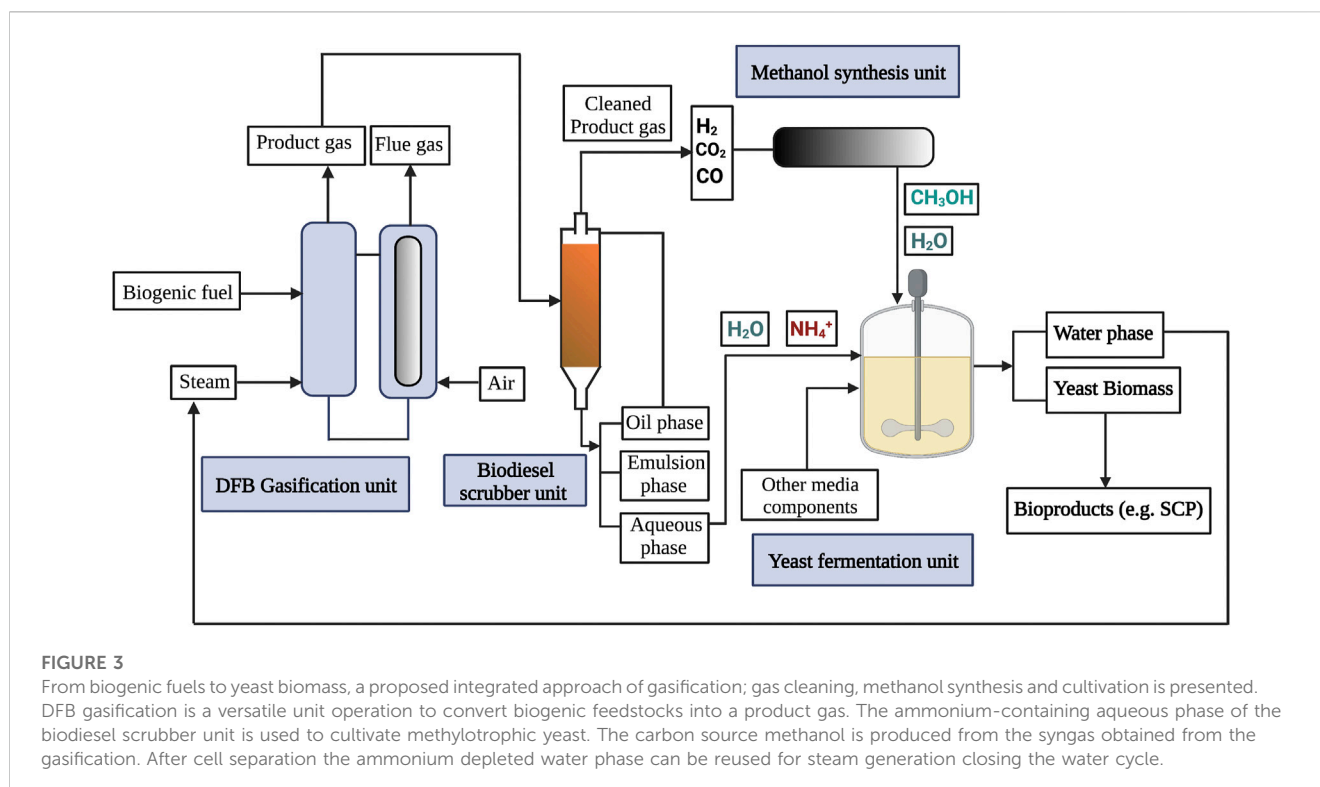 Methanol synthesis unit
Cleaned
Product gas
H₂
CO₂
CO
Product gas
Flue gas
CH₃OH
H₂O
Biogenic fuel
H₂O
NH₄⁺
Water phase
Steam
Air
Yeast Biomass
Oil phase
Biodiesel
scrubber unit
Emulsion
phase
DFB Gasification unit
Other media
components
Bioproducts (e.g. SCP)
Aqueous
phase
Yeast fermentation unit
FIGURE 3
From biogenic fuels to yeast biomass, a proposed integrated approach of gasification; gas cleaning, methanol synthesis and cultivation is presented.
DFB gasification is a versatile unit operation to convert biogenic feedstocks into a product gas. The ammonium-containing aqueous phase of the
biodiesel scrubber unit is used to cultivate methylotrophic yeast. The carbon source methanol is produced from the syngas obtained from the
gasification. After cell separation the ammonium depleted water phase can be reused for steam generation closing the water cycle.